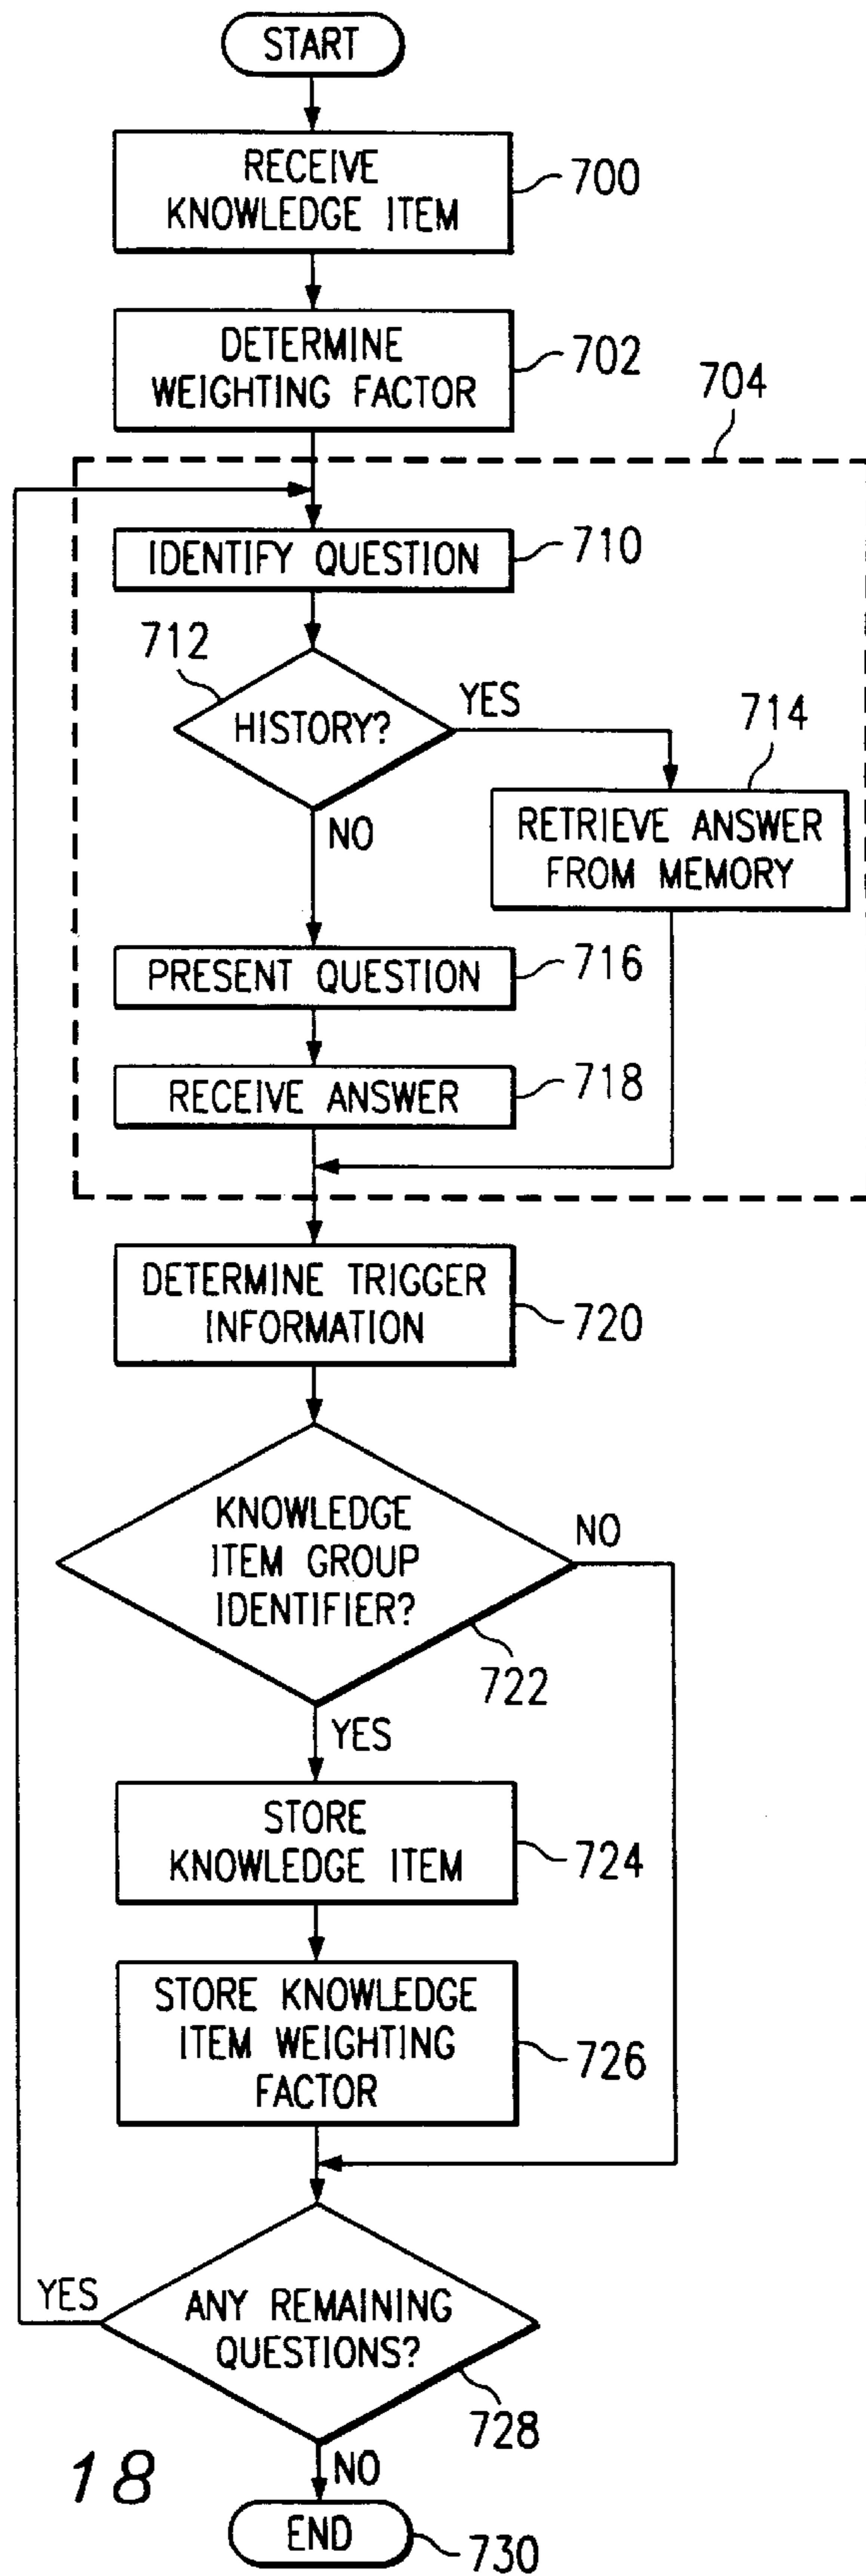 START
RECEIVE
KNOWLEDGE ITEM
700
DETERMINE
WEIGHTING FACTOR
702
704
IDENTIFY QUESTION
710
712
HISTORY?
YES
714
RETRIEVE ANSWER
FROM MEMORY
NO
PRESENT QUESTION
716
RECEIVE ANSWER
718
DETERMINE TRIGGER
INFORMATION
720
KNOWLEDGE
ITEM GROUP
IDENTIFIER?
NO
722
YES
STORE
KNOWLEDGE ITEM
724
STORE KNOWLEDGE
ITEM WEIGHTING
FACTOR
726
YES
ANY REMAINING
QUESTIONS?
728
18
NO
END
730